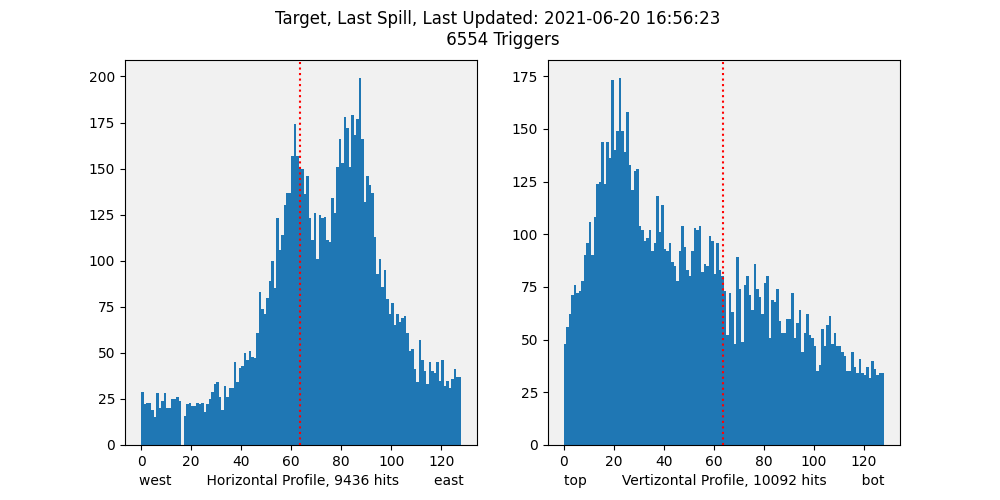 Target, Last Spill, Last Updated: 2021-06-20 16:56:23
6554 Triggers
200
175
150
125
100
75
50
25
0
0 20 40 60 80 100 120
west Horizontal Profile, 9436 hits east
175
150
125
100
75
50
25
0
0 20 40 60 80 100 120
top Vertizontal Profile, 10092 hits bot